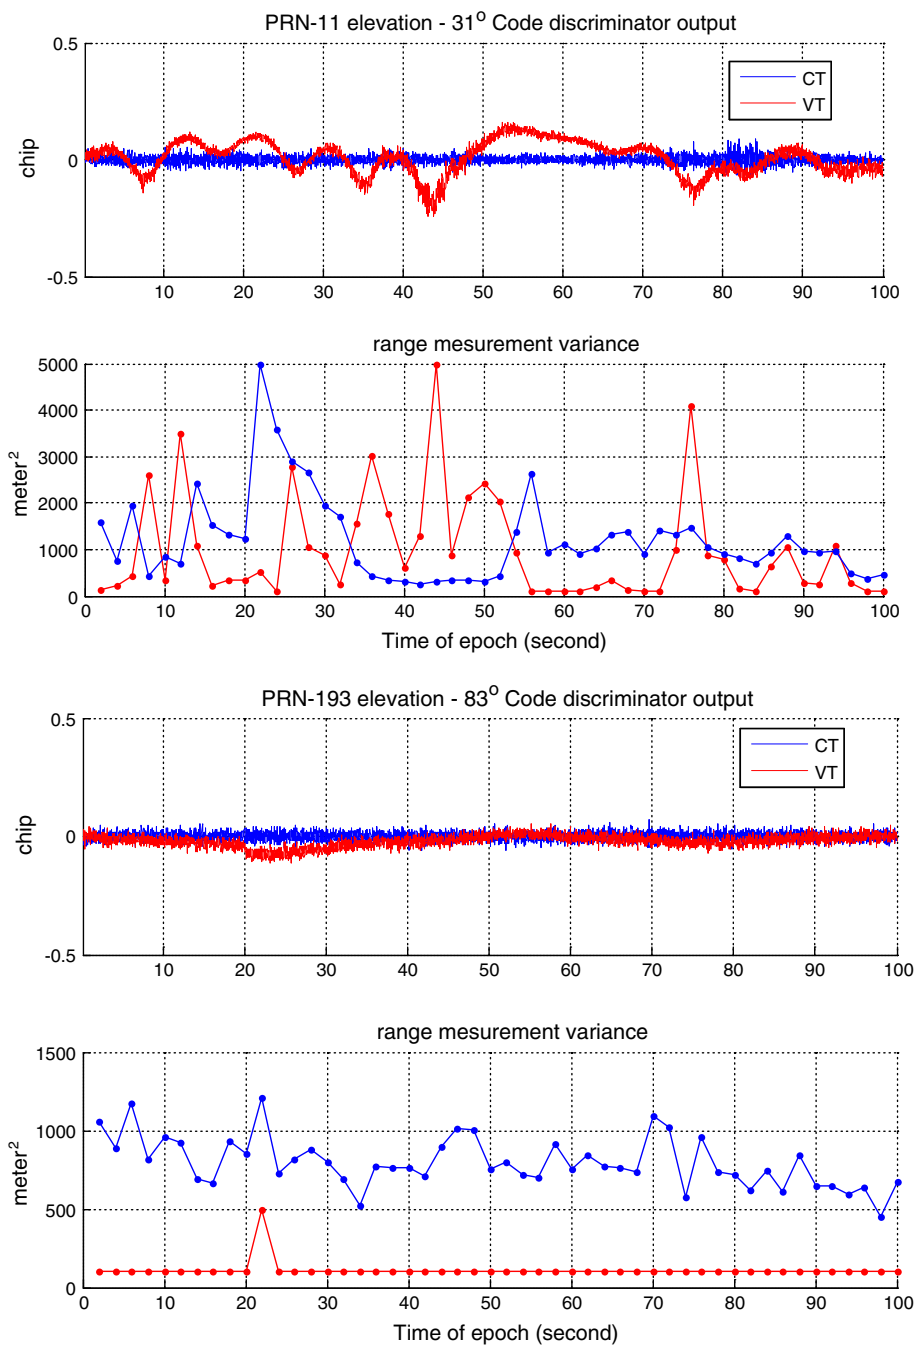 PRN-11 elevation - 31° Code discriminator output
0.5
0
-0.5
chip
CT
VT
10 20 30 40 50 60 70 80 90 100
range mesurement variance
5000
4000
3000
2000
1000
0
meter²
0 10 20 30 40 50 60 70 80 90 100
Time of epoch (second)
PRN-193 elevation - 83° Code discriminator output
0.5
0
-0.5
chip
CT
VT
10 20 30 40 50 60 70 80 90 100
range mesurement variance
1500
1000
500
0
meter²
0 10 20 30 40 50 60 70 80 90 100
Time of epoch (second)